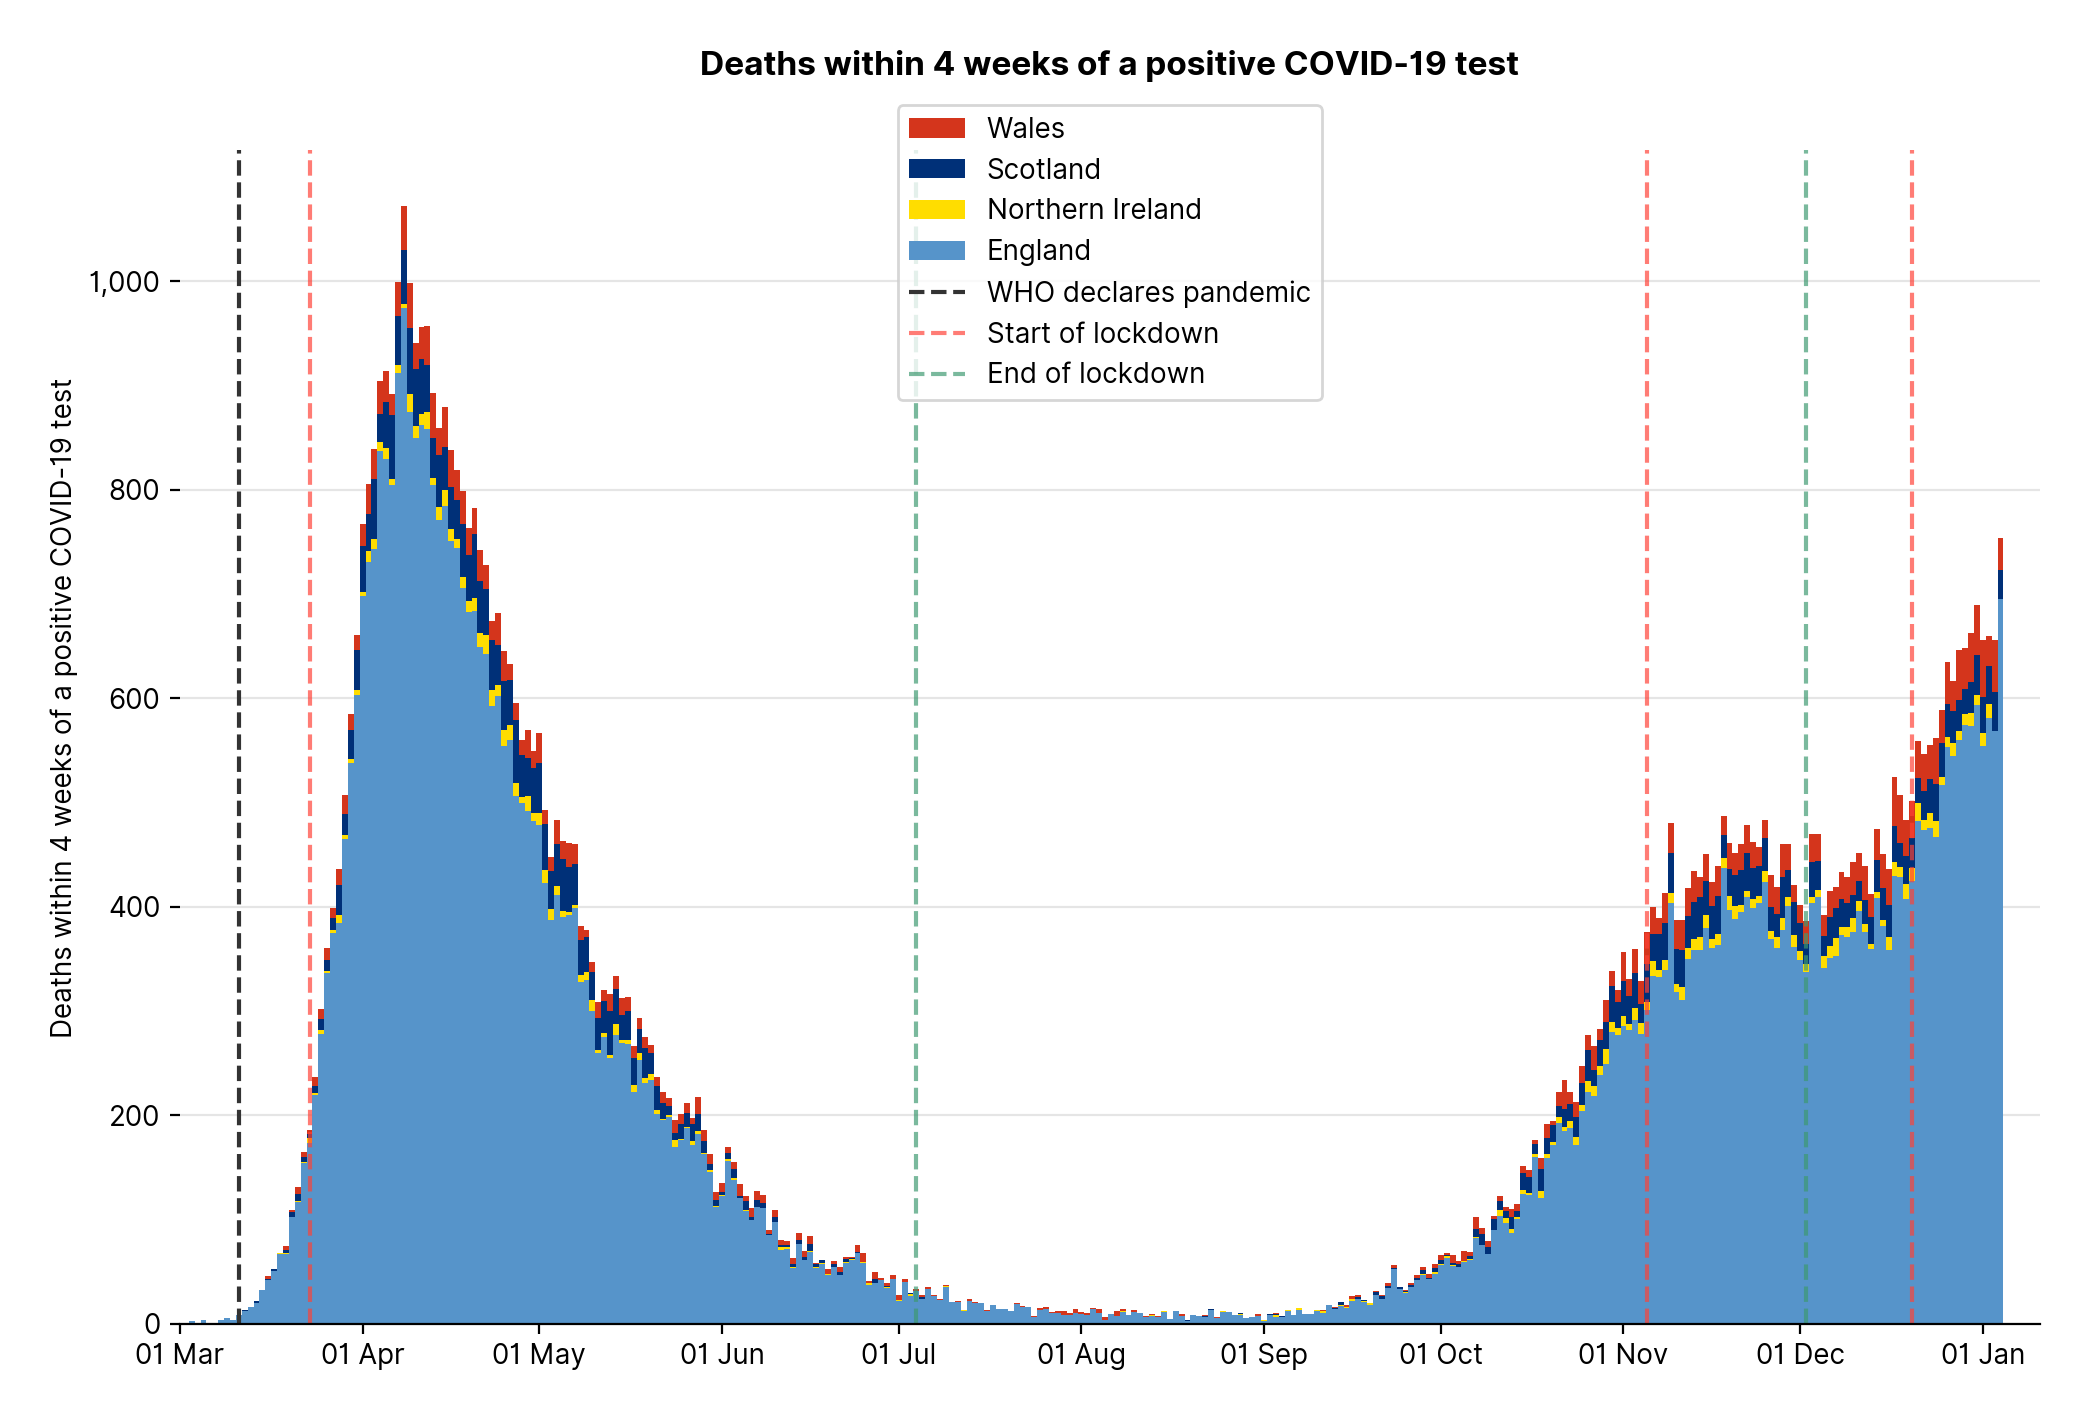 Deaths within 4 weeks of a positive COVID-19 test
Wales
Scotland
Northern Ireland
England
WHO declares pandemic
Start of lockdown
End of lockdown
Deaths within 4 weeks of a positive COVID-19 test
1,000
800
600
400
200
0
01 Mar
01 Apr
01 May
01 Jun
01 Jul
01 Aug
01 Sep
01 Oct
01 Nov
01 Dec
01 Jan